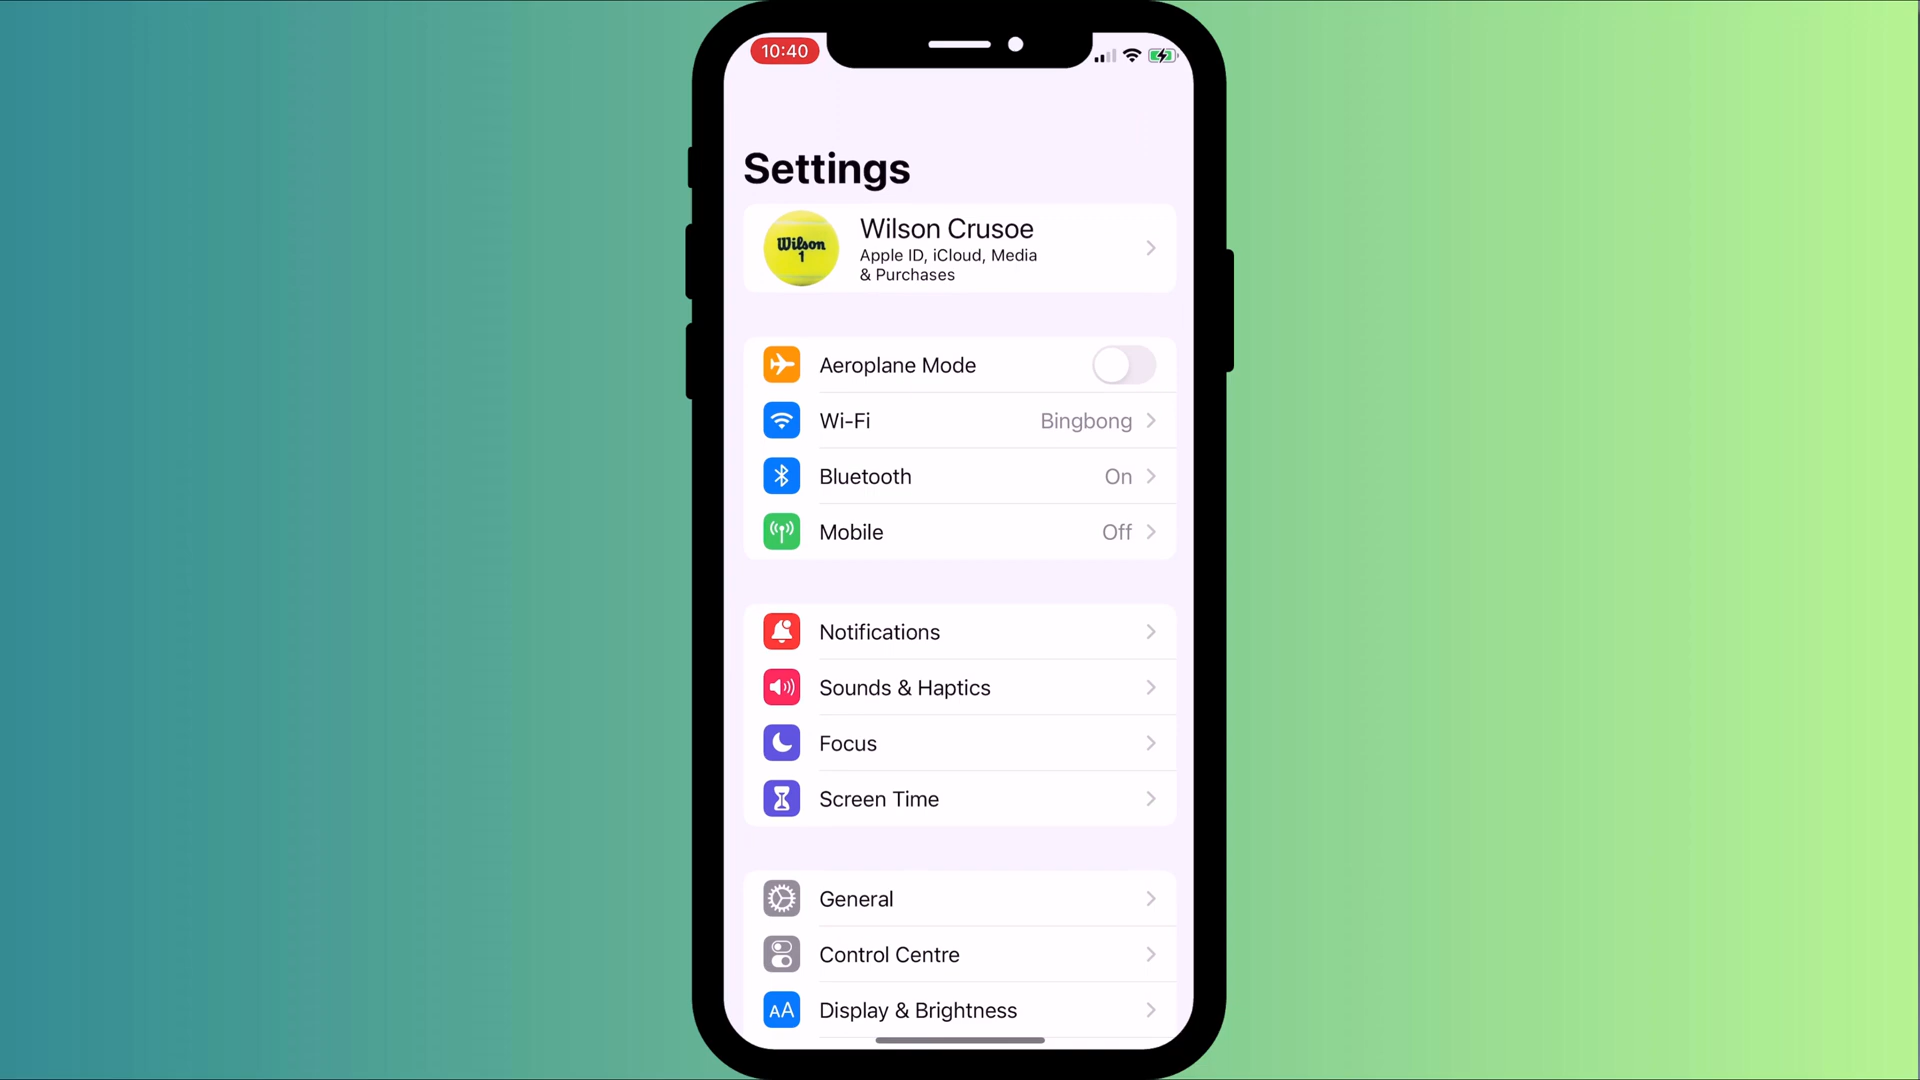 10:40
Settings
Wilson
1
Wilson Crusoe
Apple ID, iCloud, Media
& Purchases
Aeroplane Mode
Wi-Fi Bingbong
Bluetooth On
Mobile Off
Notifications
Sounds & Haptics
Focus
Screen Time
General
Control Centre
AA Display & Brightness